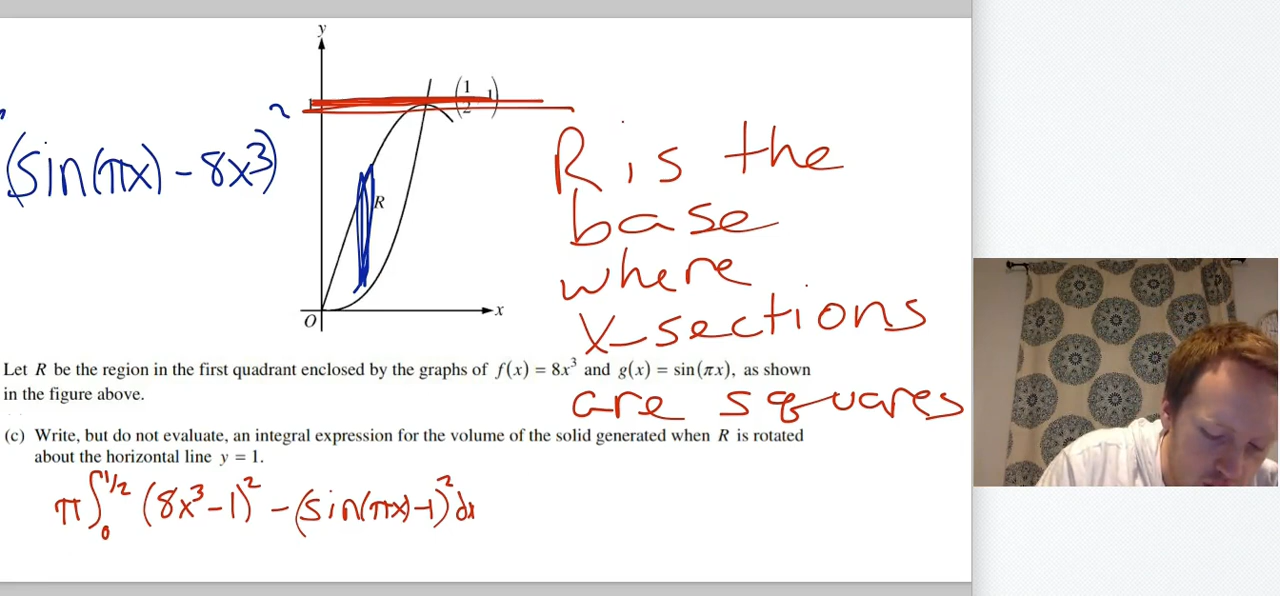 y
(1/2, 1)
(sin(πx) - 8x³)²
R
R is the
base
where
x-sections
are squares
O
x
Let R be the region in the first quadrant enclosed by the graphs of f(x) = 8x³ and g(x) = sin(πx), as shown
in the figure above.
(c) Write, but do not evaluate, an integral expression for the volume of the solid generated when R is rotated
about the horizontal line y = 1.
π∫₀^1/2 (8x³-1)² - (sin(πx)-1)² dx